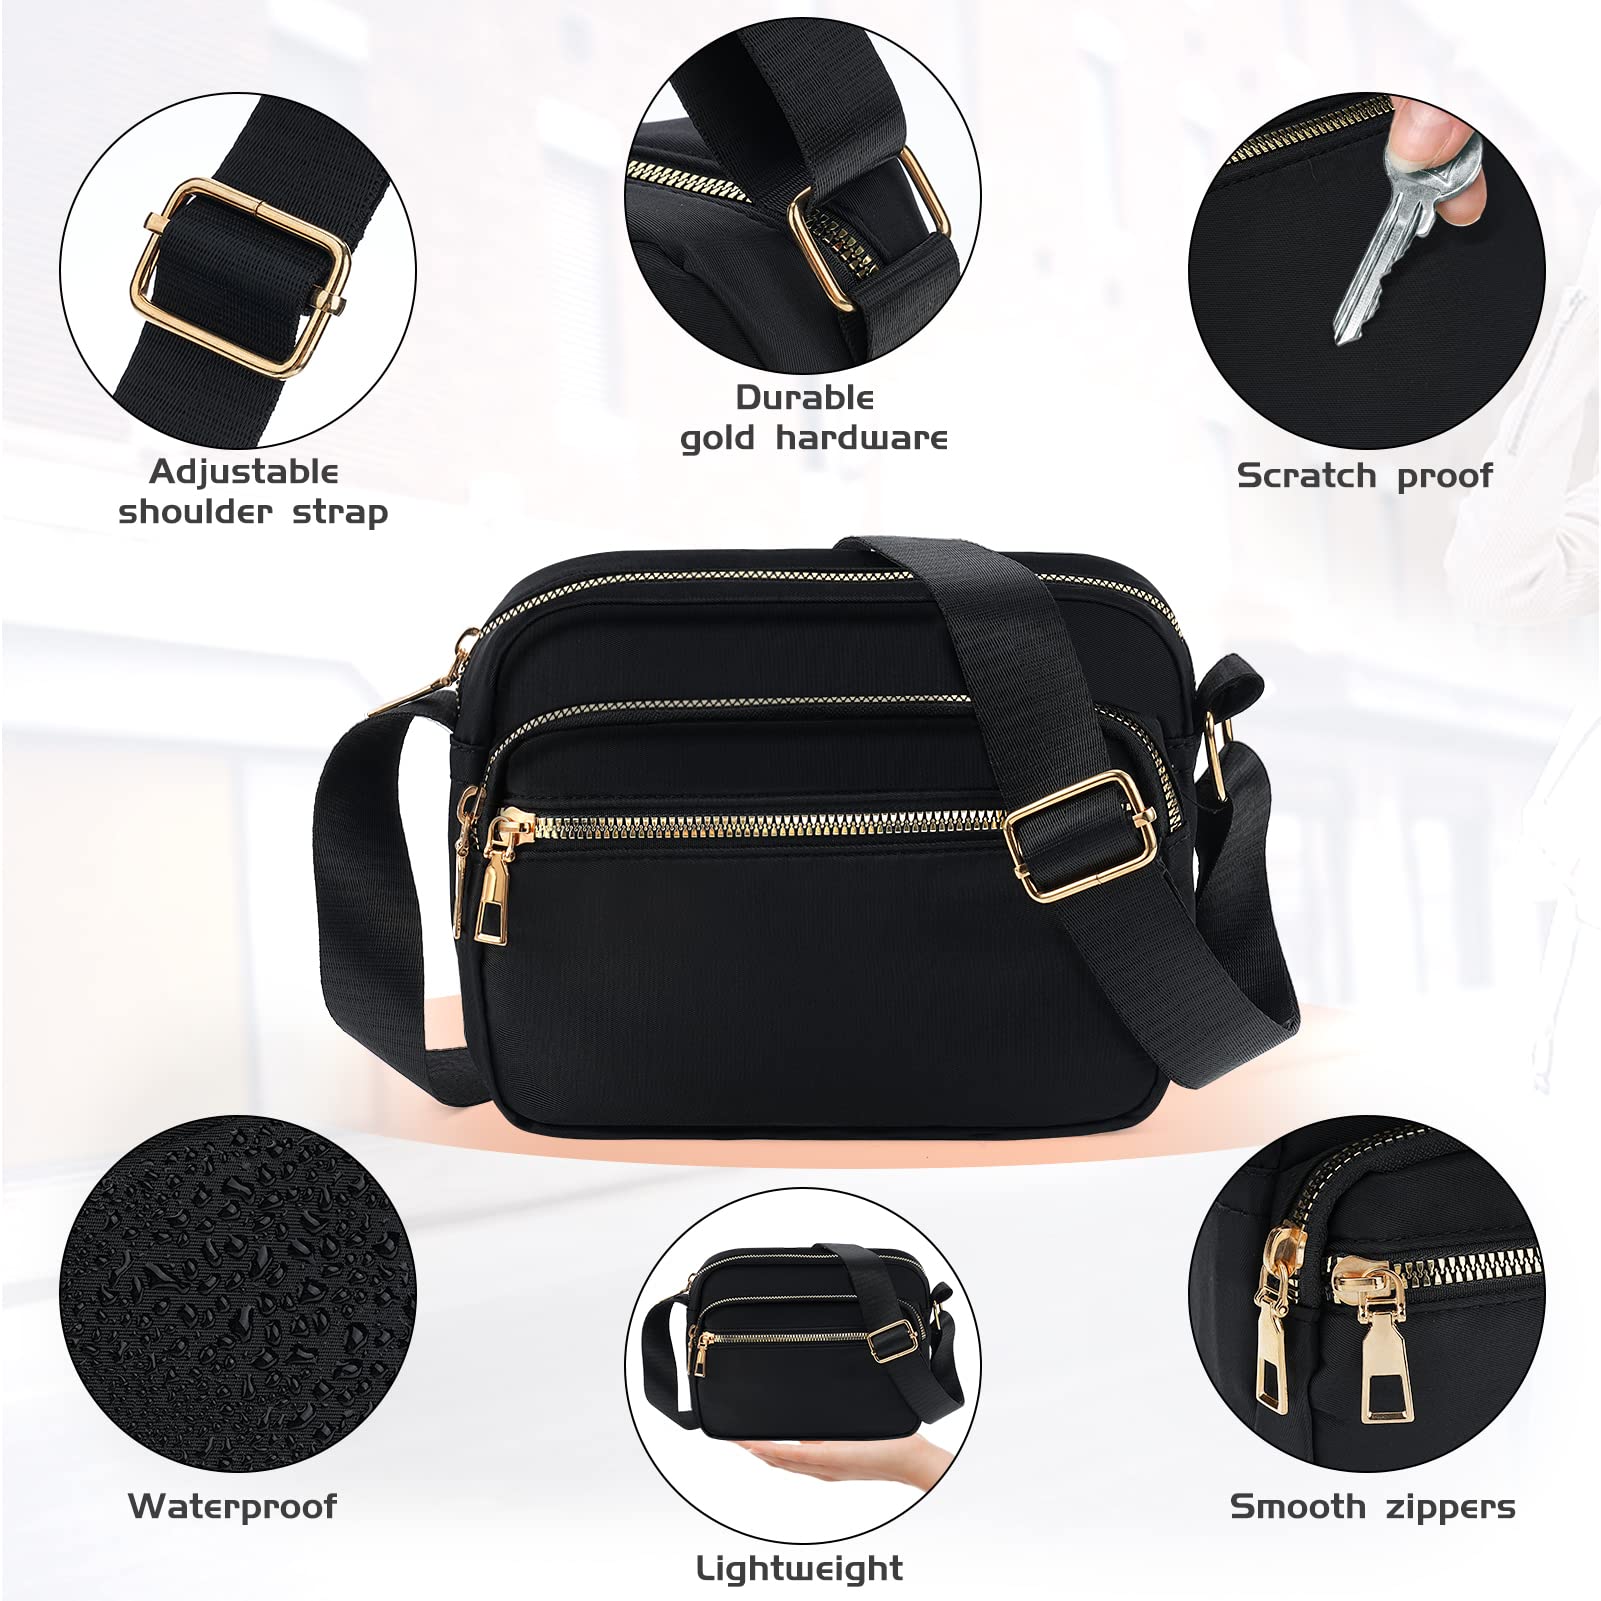 Durable
gold hardware
Adjustable
shoulder strap
Scratch proof
Waterproof
Lightweight
Smooth zippers